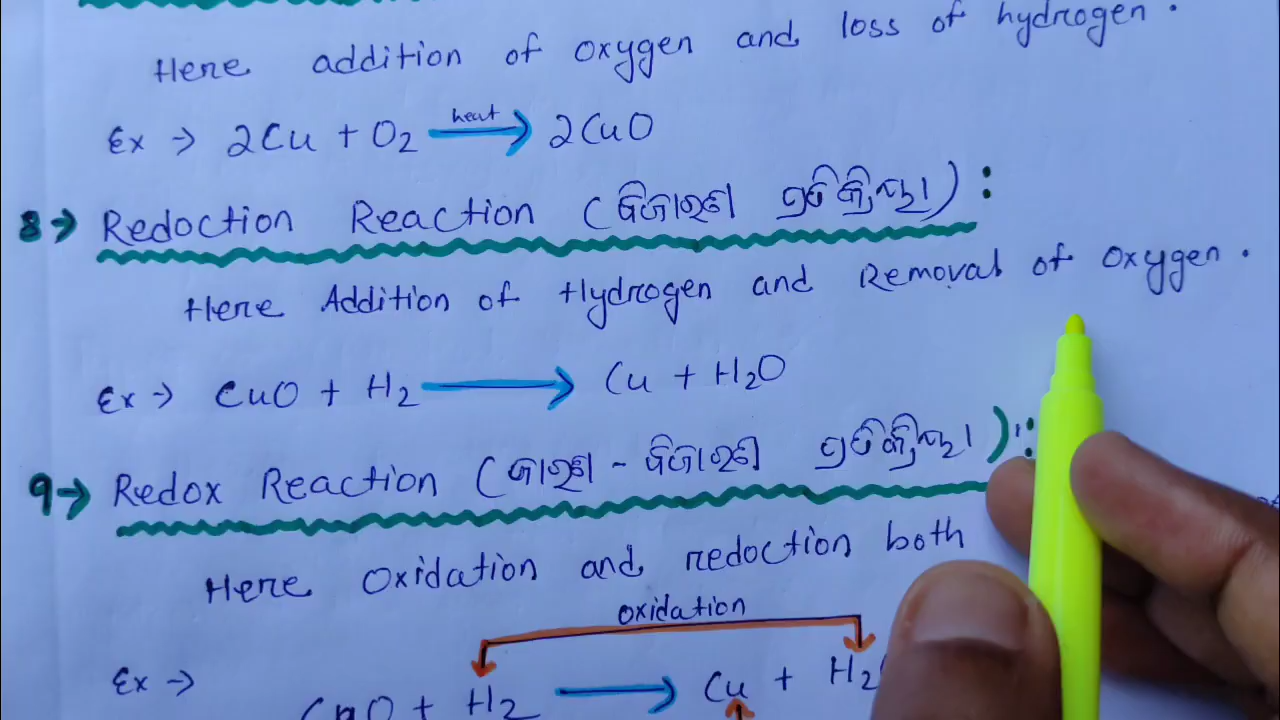 Here addition of oxygen and loss of hydrogen.
Ex → 2Cu + O2 heat → 2CuO
8→ Redoction Reaction (ବିଜାରଣ ପ୍ରତିକ୍ରିୟା) :
Here Addition of Hydrogen and Removal of Oxygen.
Ex → CuO + H2 → Cu + H2O
9→ Redox Reaction (ଜାରଣ - ବିଜାରଣ ପ୍ରତିକ୍ରିୟା) :
Here Oxidation and redoction both
oxidation
Ex → CuO + H2 → Cu + H2